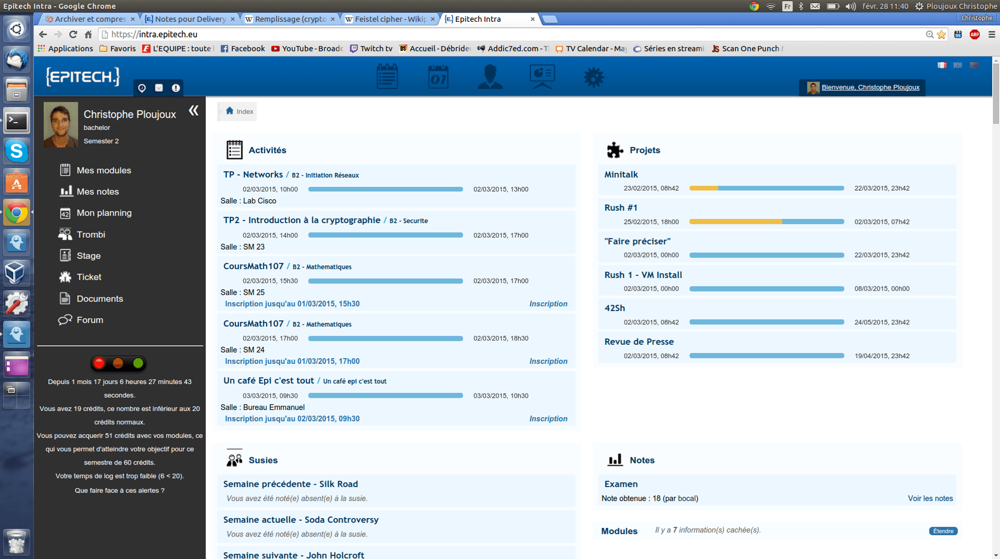 Epitech Intra - Google Chrome
Fr
févr. 28 11:40
Ploujoux Christophe
Archiver et compres
Notes pour Delivery
Remplissage (crypto
Feistel cipher - Wikip
Epitech Intra
Christophe
https://intra.epitech.eu
ABP
Applications
Favoris
L'EQUIPE : toute l
Facebook
YouTube - Broadc
Twitch tv
Accueil - Débride
Addic7ed.com - T
TV Calendar - May
Séries en streami
Scan One Punch
{EPITECH.}
01
Bienvenue, Christophe Ploujoux
Christophe Ploujoux
bachelor
Semester 2
Mes modules
Mes notes
42
Mon planning
Trombi
Stage
Ticket
Documents
Forum
Depuis 1 mois 17 jours 6 heures 27 minutes 43
secondes.
Vous avez 19 crédits, ce nombre est inférieur aux 20
crédits normaux.
Vous pouvez acquerir 51 crédits avec vos modules, ce
qui vous permet d'atteindre votre objectif pour ce
semestre de 60 crédits.
Votre temps de log est trop faible (6 < 20).
Que faire face à ces alertes ?
Index
Activités
TP - Networks / B2 - Initiation Réseaux
02/03/2015, 10h00 02/03/2015, 13h00
Salle : Lab Cisco
TP2 - Introduction à la cryptographie / B2 - Securite
02/03/2015, 14h00 02/03/2015, 17h00
Salle : SM 23
CoursMath107 / B2 - Mathematiques
02/03/2015, 15h30 02/03/2015, 17h00
Salle : SM 25
Inscription jusqu'au 01/03/2015, 15h30 Inscription
CoursMath107 / B2 - Mathematiques
02/03/2015, 17h00 02/03/2015, 18h30
Salle : SM 24
Inscription jusqu'au 01/03/2015, 17h00 Inscription
Un café Epi c'est tout / Un café epi c'est tout
03/03/2015, 09h30 03/03/2015, 10h30
Salle : Bureau Emmanuel
Inscription jusqu'au 02/03/2015, 09h30 Inscription
Projets
Minitalk
23/02/2015, 08h42 22/03/2015, 23h42
Rush #1
25/02/2015, 18h00 02/03/2015, 07h42
"Faire préciser"
02/03/2015, 00h00 22/03/2015, 23h42
Rush 1 - VM Install
02/03/2015, 00h00 08/03/2015, 00h00
42Sh
02/03/2015, 08h42 24/05/2015, 23h42
Revue de Presse
02/03/2015, 08h42 19/04/2015, 23h42
Susies
Semaine précédente - Silk Road
Vous avez été noté(e) absent(e) à la susie.
Semaine actuelle - Soda Controversy
Vous avez été noté(e) absent(e) à la susie.
Semaine suivante - John Holcroft
Notes
Examen
Note obtenue : 18 (par bocal) Voir les notes
Modules
Il y a 7 information(s) cachée(s).
Étendre